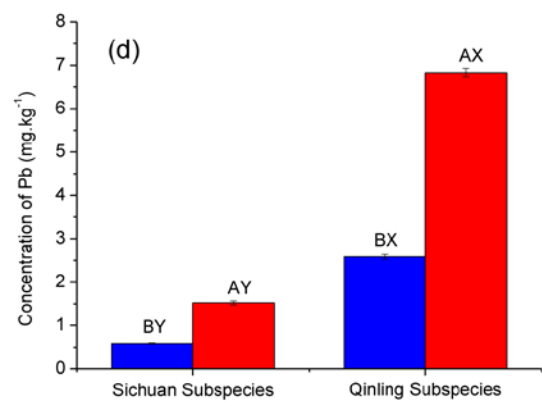 (d)
Concentration of Pb (mg.kg⁻¹)
8
7
6
5
4
3
2
1
0
BY
AY
BX
AX
Sichuan Subspecies
Qinling Subspecies